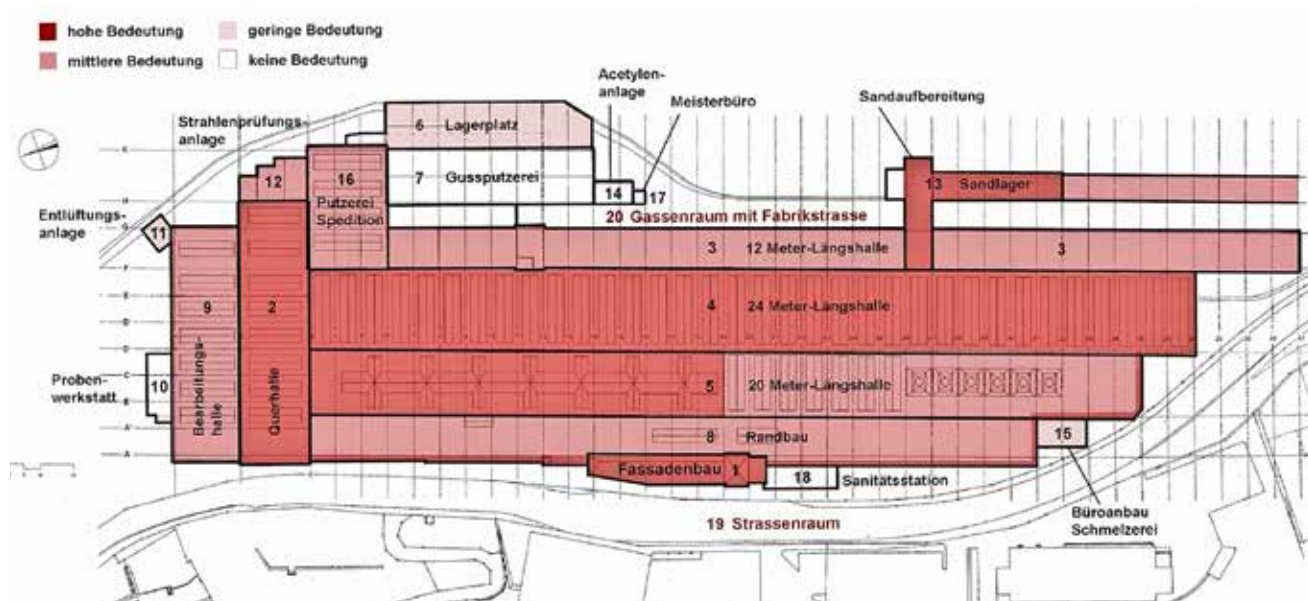 hohe Bedeutung
geringe Bedeutung
mittlere Bedeutung
keine Bedeutung
Acetylen-
anlage
Meisterbüro
Sandaufbereitung
Strahlenprüfungs-
anlage
6 Lagerplatz
7 Gussputzerei
12
16
Putzerei
Spedition
14
17
13 Sandlager
20 Gassenraum mit Fabrikstrasse
Entlüftungs-
anlage
11
3 12 Meter-Längshalle
3
9
2
4 24 Meter-Längshalle
Bearbeitungs-
halle
Querhalle
Proben-
werkstatt
10
5 20 Meter-Längshalle
8 Randbau
15
Fassadenbau 1
18
Sanitätsstation
19 Strassenraum
Büroanbau
Schmelzerei
K
H
G
F
E
D'
D
C
B
A'
A